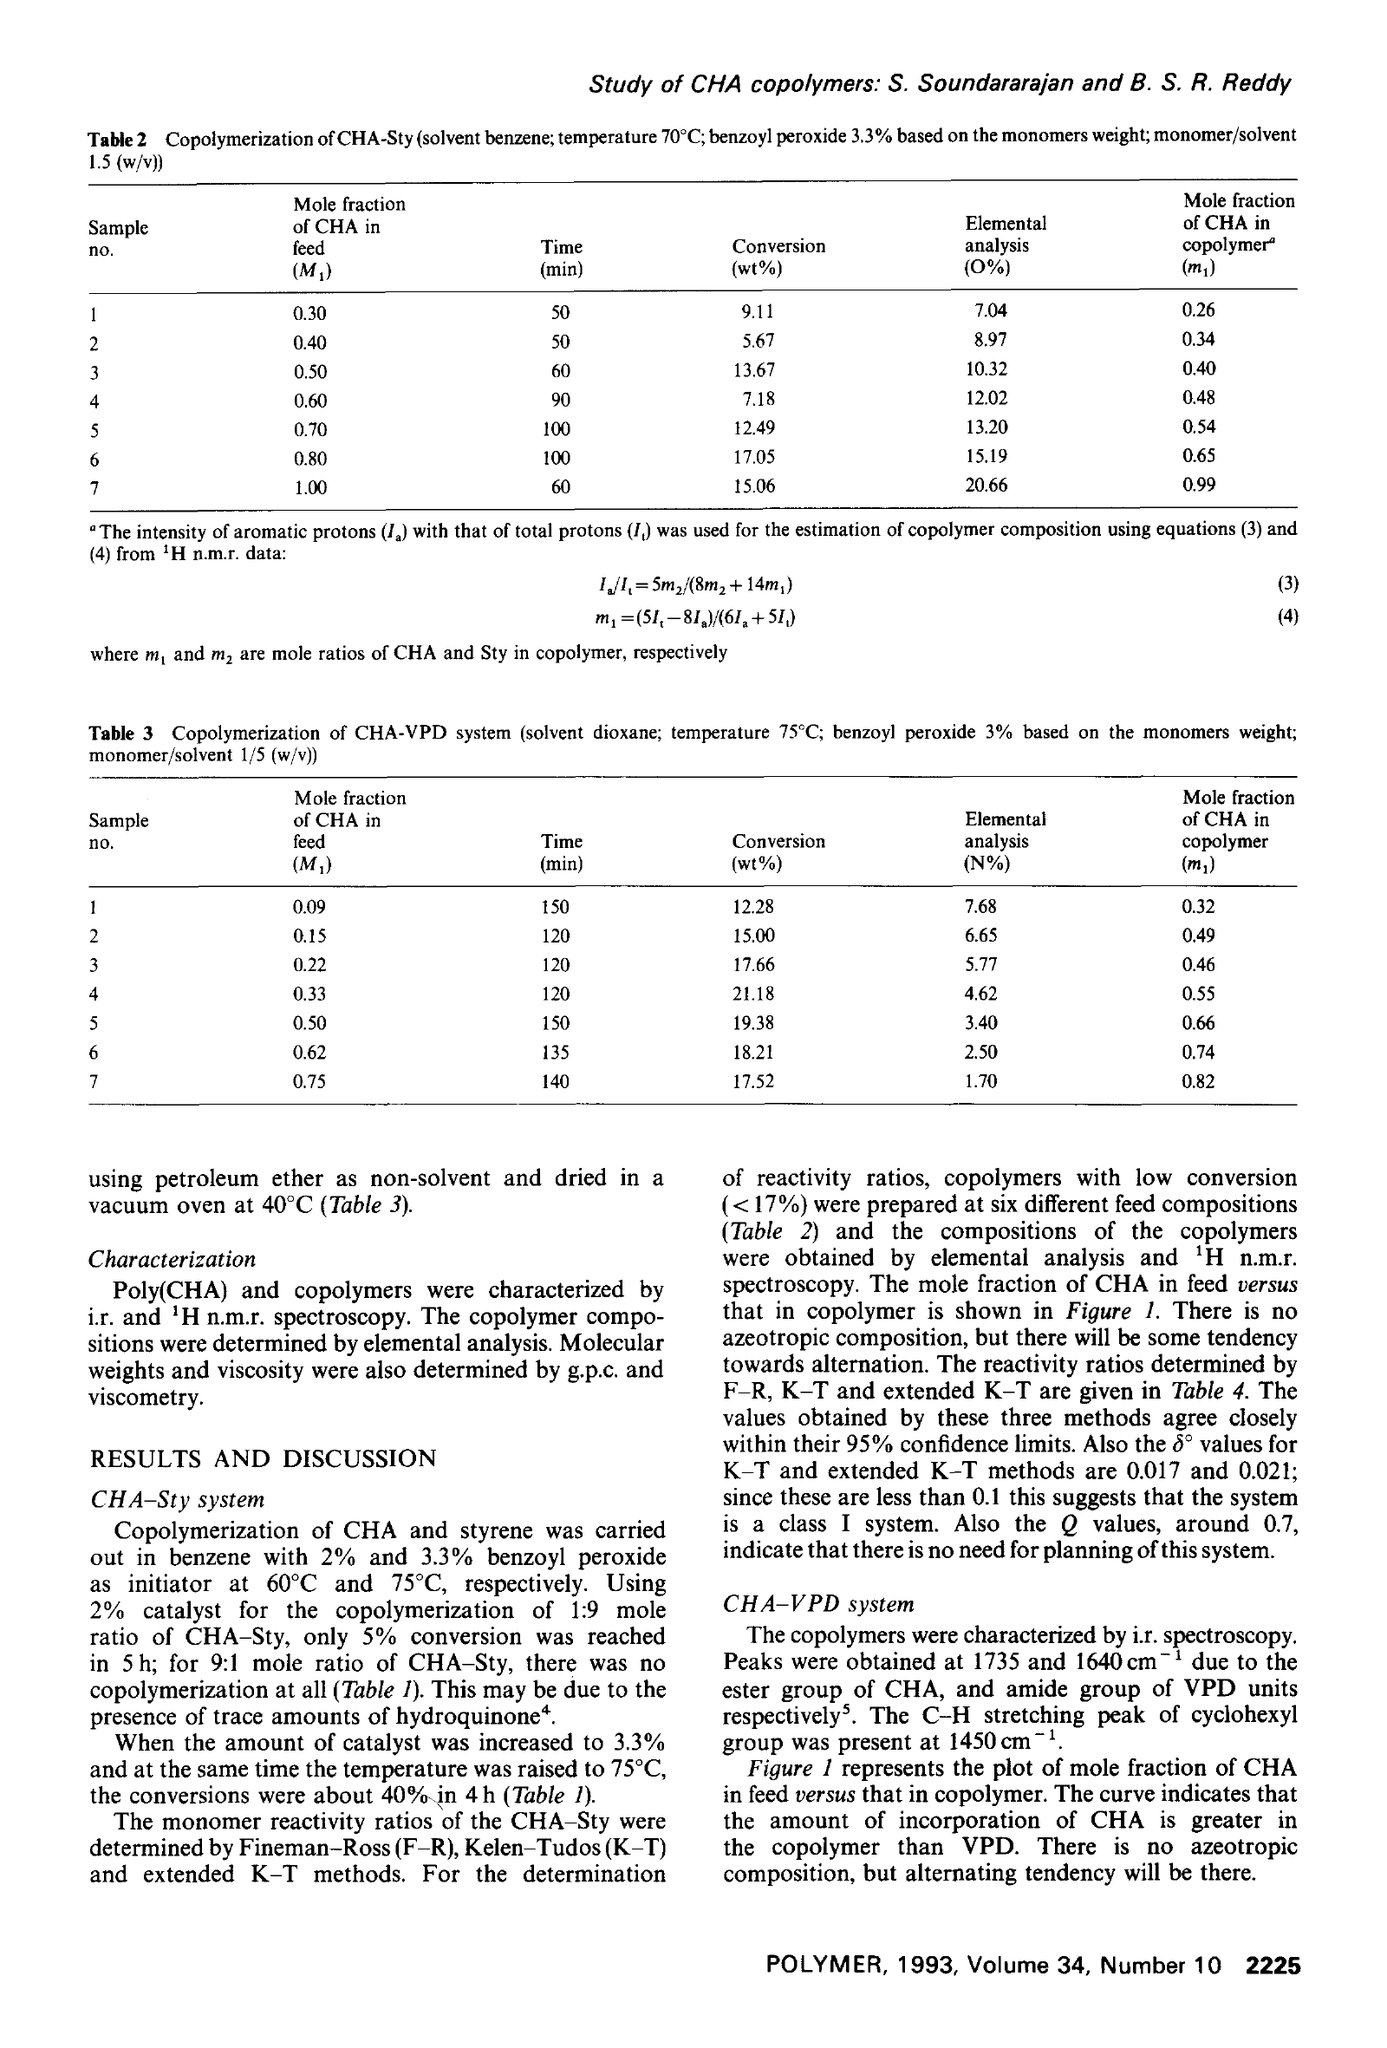 Study of CHA copolymers: S. Soundararajan and B. S. R. Reddy
Table 2 Copolymerization of CHA-Sty (solvent benzene; temperature 70°C; benzoyl peroxide 3.3% based on the monomers weight; monomer/solvent
1.5 (w/v))
Sample no. Mole fraction of CHA in feed (M₁) Time (min) Conversion (wt%) Elemental analysis (O%) Mole fraction of CHA in copolymerᵃ (m₁)
1 0.30 50 9.11 7.04 0.26
2 0.40 50 5.67 8.97 0.34
3 0.50 60 13.67 10.32 0.40
4 0.60 90 7.18 12.02 0.48
5 0.70 100 12.49 13.20 0.54
6 0.80 100 17.05 15.19 0.65
7 1.00 60 15.06 20.66 0.99
ᵃ The intensity of aromatic protons (Iₐ) with that of total protons (Iₜ) was used for the estimation of copolymer composition using equations (3) and
(4) from ¹H n.m.r. data:
Iₐ/Iₜ=5m₂/(8m₂+14m₁) (3)
m₁=(5Iₜ−8Iₐ)/(6Iₐ+5Iₜ) (4)
where m₁ and m₂ are mole ratios of CHA and Sty in copolymer, respectively
Table 3 Copolymerization of CHA-VPD system (solvent dioxane; temperature 75°C; benzoyl peroxide 3% based on the monomers weight;
monomer/solvent 1/5 (w/v))
Sample no. Mole fraction of CHA in feed (M₁) Time (min) Conversion (wt%) Elemental analysis (N%) Mole fraction of CHA in copolymer (m₁)
1 0.09 150 12.28 7.68 0.32
2 0.15 120 15.00 6.65 0.49
3 0.22 120 17.66 5.77 0.46
4 0.33 120 21.18 4.62 0.55
5 0.50 150 19.38 3.40 0.66
6 0.62 135 18.21 2.50 0.74
7 0.75 140 17.52 1.70 0.82
using petroleum ether as non-solvent and dried in a
vacuum oven at 40°C (Table 3).
Characterization
Poly(CHA) and copolymers were characterized by
i.r. and ¹H n.m.r. spectroscopy. The copolymer compo-
sitions were determined by elemental analysis. Molecular
weights and viscosity were also determined by g.p.c. and
viscometry.
RESULTS AND DISCUSSION
CHA–Sty system
Copolymerization of CHA and styrene was carried
out in benzene with 2% and 3.3% benzoyl peroxide
as initiator at 60°C and 75°C, respectively. Using
2% catalyst for the copolymerization of 1:9 mole
ratio of CHA–Sty, only 5% conversion was reached
in 5 h; for 9:1 mole ratio of CHA–Sty, there was no
copolymerization at all (Table 1). This may be due to the
presence of trace amounts of hydroquinone⁴.
When the amount of catalyst was increased to 3.3%
and at the same time the temperature was raised to 75°C,
the conversions were about 40% in 4 h (Table 1).
The monomer reactivity ratios of the CHA–Sty were
determined by Fineman–Ross (F–R), Kelen–Tudos (K–T)
and extended K–T methods. For the determination
of reactivity ratios, copolymers with low conversion
(<17%) were prepared at six different feed compositions
(Table 2) and the compositions of the copolymers
were obtained by elemental analysis and ¹H n.m.r.
spectroscopy. The mole fraction of CHA in feed versus
that in copolymer is shown in Figure 1. There is no
azeotropic composition, but there will be some tendency
towards alternation. The reactivity ratios determined by
F–R, K–T and extended K–T are given in Table 4. The
values obtained by these three methods agree closely
within their 95% confidence limits. Also the δ° values for
K–T and extended K–T methods are 0.017 and 0.021;
since these are less than 0.1 this suggests that the system
is a class I system. Also the Q values, around 0.7,
indicate that there is no need for planning of this system.
CHA–VPD system
The copolymers were characterized by i.r. spectroscopy.
Peaks were obtained at 1735 and 1640 cm⁻¹ due to the
ester group of CHA, and amide group of VPD units
respectively⁵. The C–H stretching peak of cyclohexyl
group was present at 1450 cm⁻¹.
Figure 1 represents the plot of mole fraction of CHA
in feed versus that in copolymer. The curve indicates that
the amount of incorporation of CHA is greater in
the copolymer than VPD. There is no azeotropic
composition, but alternating tendency will be there.
POLYMER, 1993, Volume 34, Number 10 2225